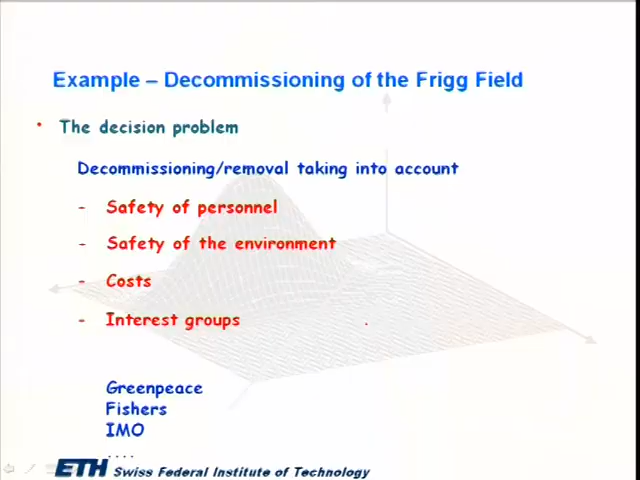 Example – Decommissioning of the Frigg Field
• The decision problem
Decommissioning/removal taking into account
- Safety of personnel
- Safety of the environment
- Costs
- Interest groups
Greenpeace
Fishers
IMO
....
ETH Swiss Federal Institute of Technology